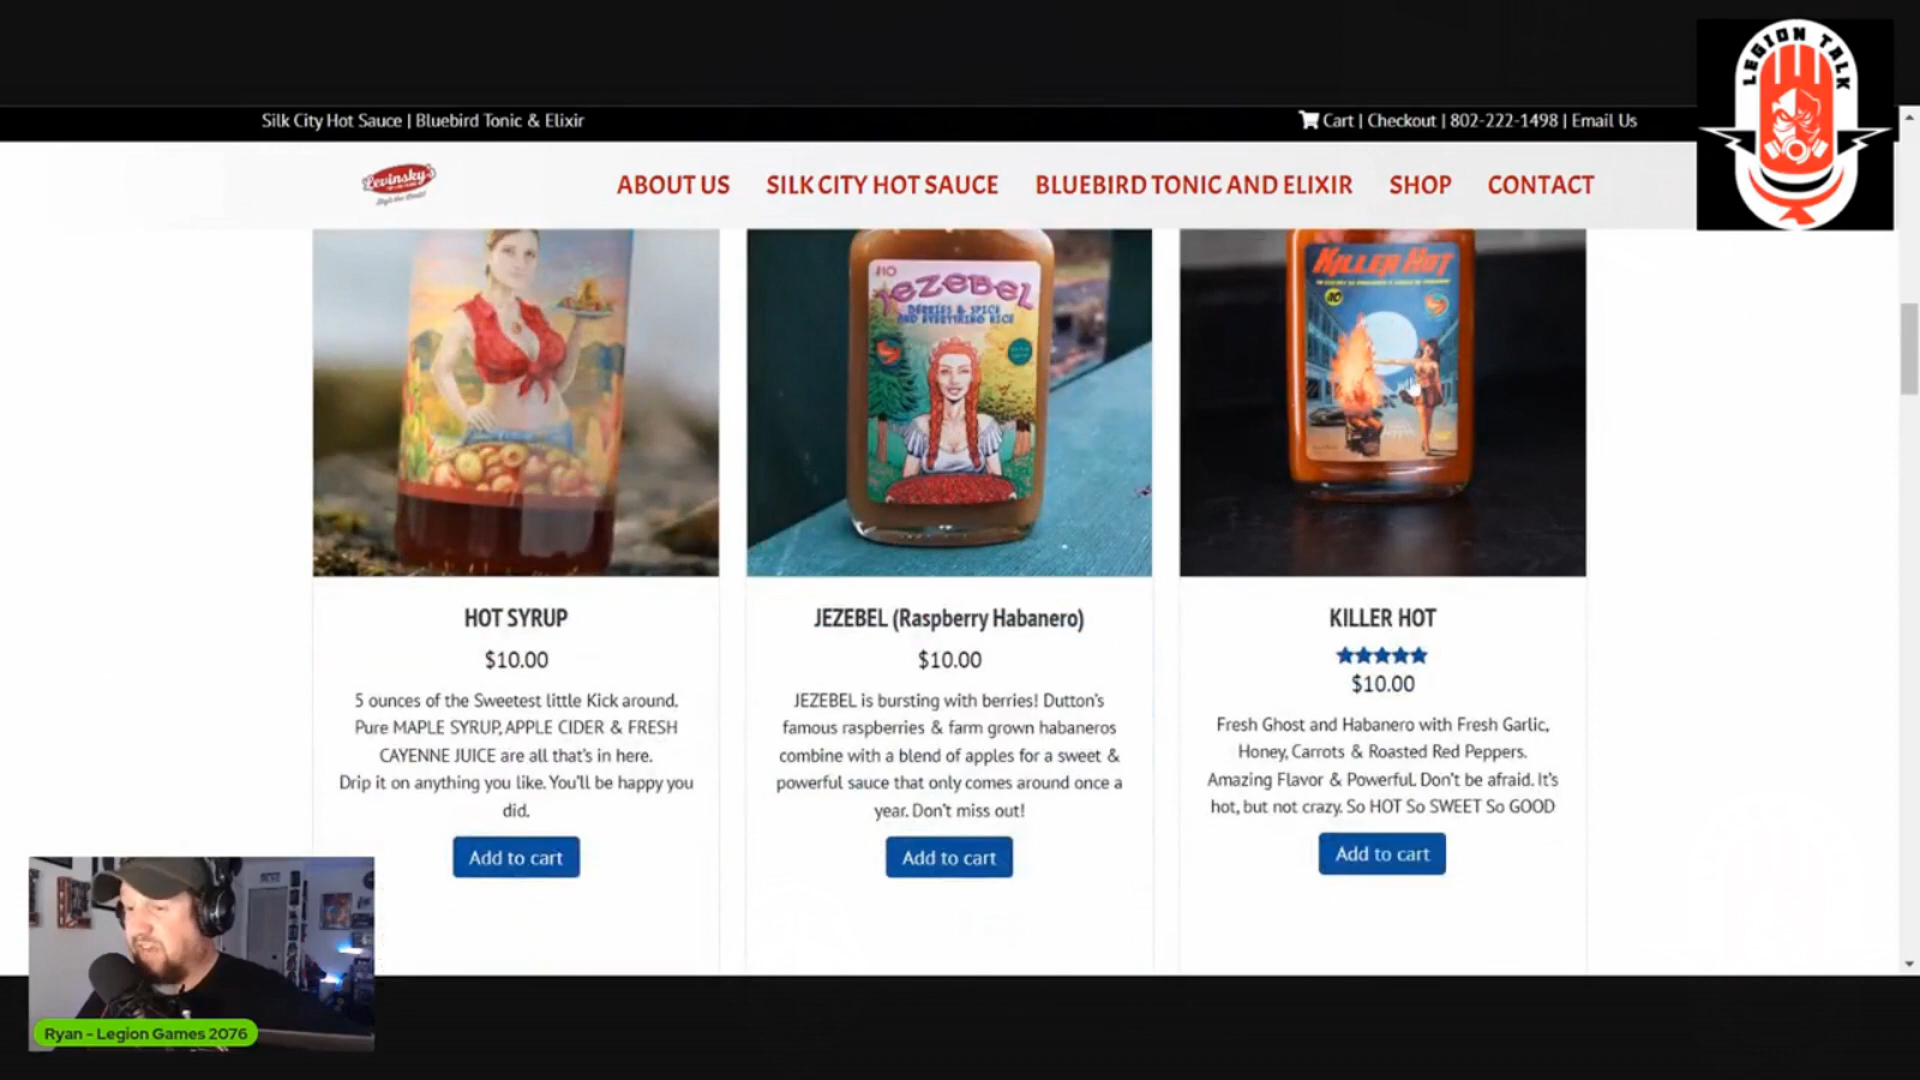 LEGION TALK
Silk City Hot Sauce | Bluebird Tonic & Elixir
Cart | Checkout | 802-222-1498 | Email Us
Levinsky's
ABOUT US
SILK CITY HOT SAUCE
BLUEBIRD TONIC AND ELIXIR
SHOP
CONTACT
#10
JEZEBEL
BERRIES & SPICE
AND EVERYTHING NICE
KILLER HOT
HOT SYRUP
$10.00
5 ounces of the Sweetest little Kick around.
Pure MAPLE SYRUP, APPLE CIDER & FRESH
CAYENNE JUICE are all that's in here.
Drip it on anything you like. You'll be happy you
did.
Add to cart
JEZEBEL (Raspberry Habanero)
$10.00
JEZEBEL is bursting with berries! Dutton's
famous raspberries & farm grown habaneros
combine with a blend of apples for a sweet &
powerful sauce that only comes around once a
year. Don't miss out!
Add to cart
KILLER HOT
$10.00
Fresh Ghost and Habanero with Fresh Garlic,
Honey, Carrots & Roasted Red Peppers.
Amazing Flavor & Powerful. Don't be afraid. It's
hot, but not crazy. So HOT So SWEET So GOOD
Add to cart
Ryan - Legion Games 2076